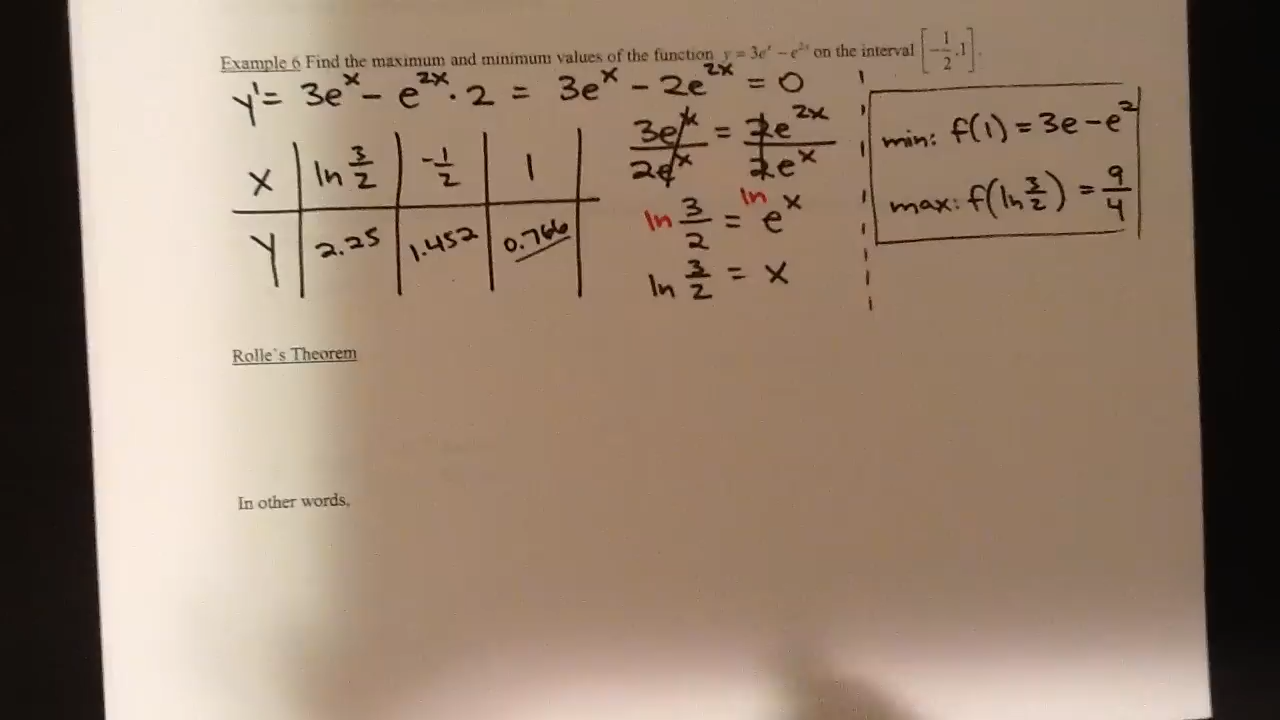 Example 6 Find the maximum and minimum values of the function y = 3e^x − e^{2x} on the interval [−1/2, 1].
y' = 3e^x − e^{2x} · 2 = 3e^x − 2e^{2x} = 0
3e^x/2e^x = 2e^{2x}/2e^x
ln 3/2 = ln e^x
ln 3/2 = x
x | ln 3/2 | −1/2 | 1
y | 2.25 | 1.452 | 0.766
min: f(1) = 3e − e^2
max: f(ln 3/2) = 9/4
Rolle's Theorem
In other words,